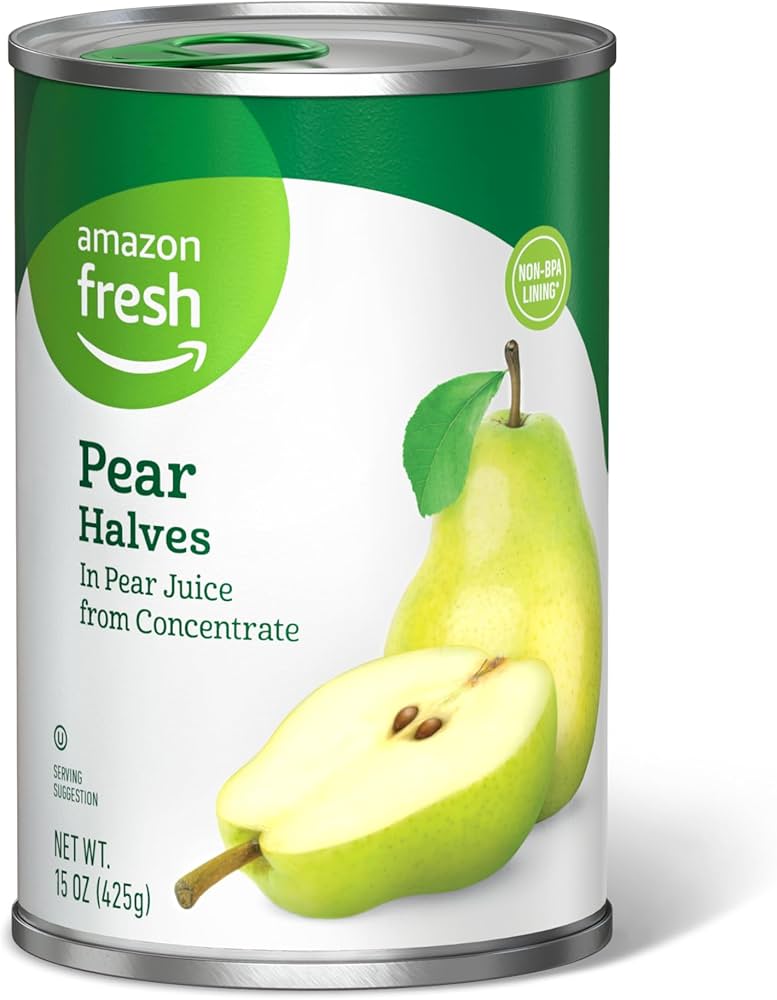 amazon
fresh
NON-BPA
LINING*
Pear
Halves
In Pear Juice
from Concentrate
U
SERVING
SUGGESTION
NET WT.
15 OZ (425g)